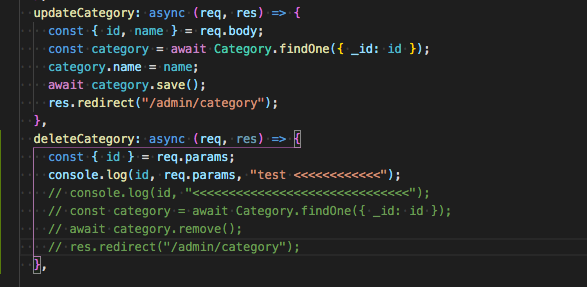 updateCategory: async (req, res) => {
const { id, name } = req.body;
const category = await Category.findOne({ _id: id });
category.name = name;
await category.save();
res.redirect("/admin/category");
},
deleteCategory: async (req, res) => {
const { id } = req.params;
console.log(id, req.params, "test <<<<<<<<<<<<");
// console.log(id, "<<<<<<<<<<<<<<<<<<<<<<<<<<<<<<");
// const category = await Category.findOne({ _id: id });
// await category.remove();
// res.redirect("/admin/category");
},